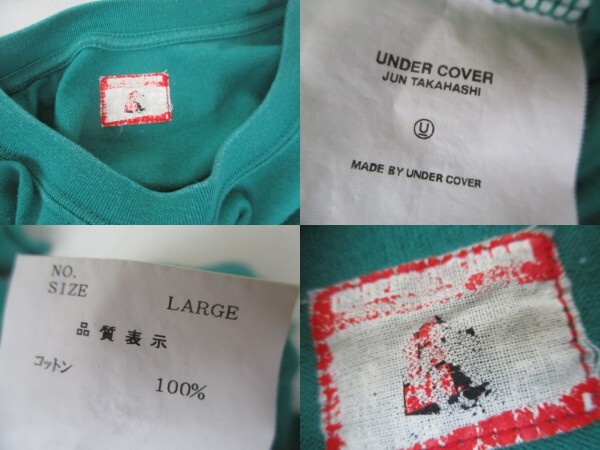 UNDER COVER
JUN TAKAHASHI
U
MADE BY UNDER COVER
NO.
SIZE LARGE
品質表示
コットン
100%